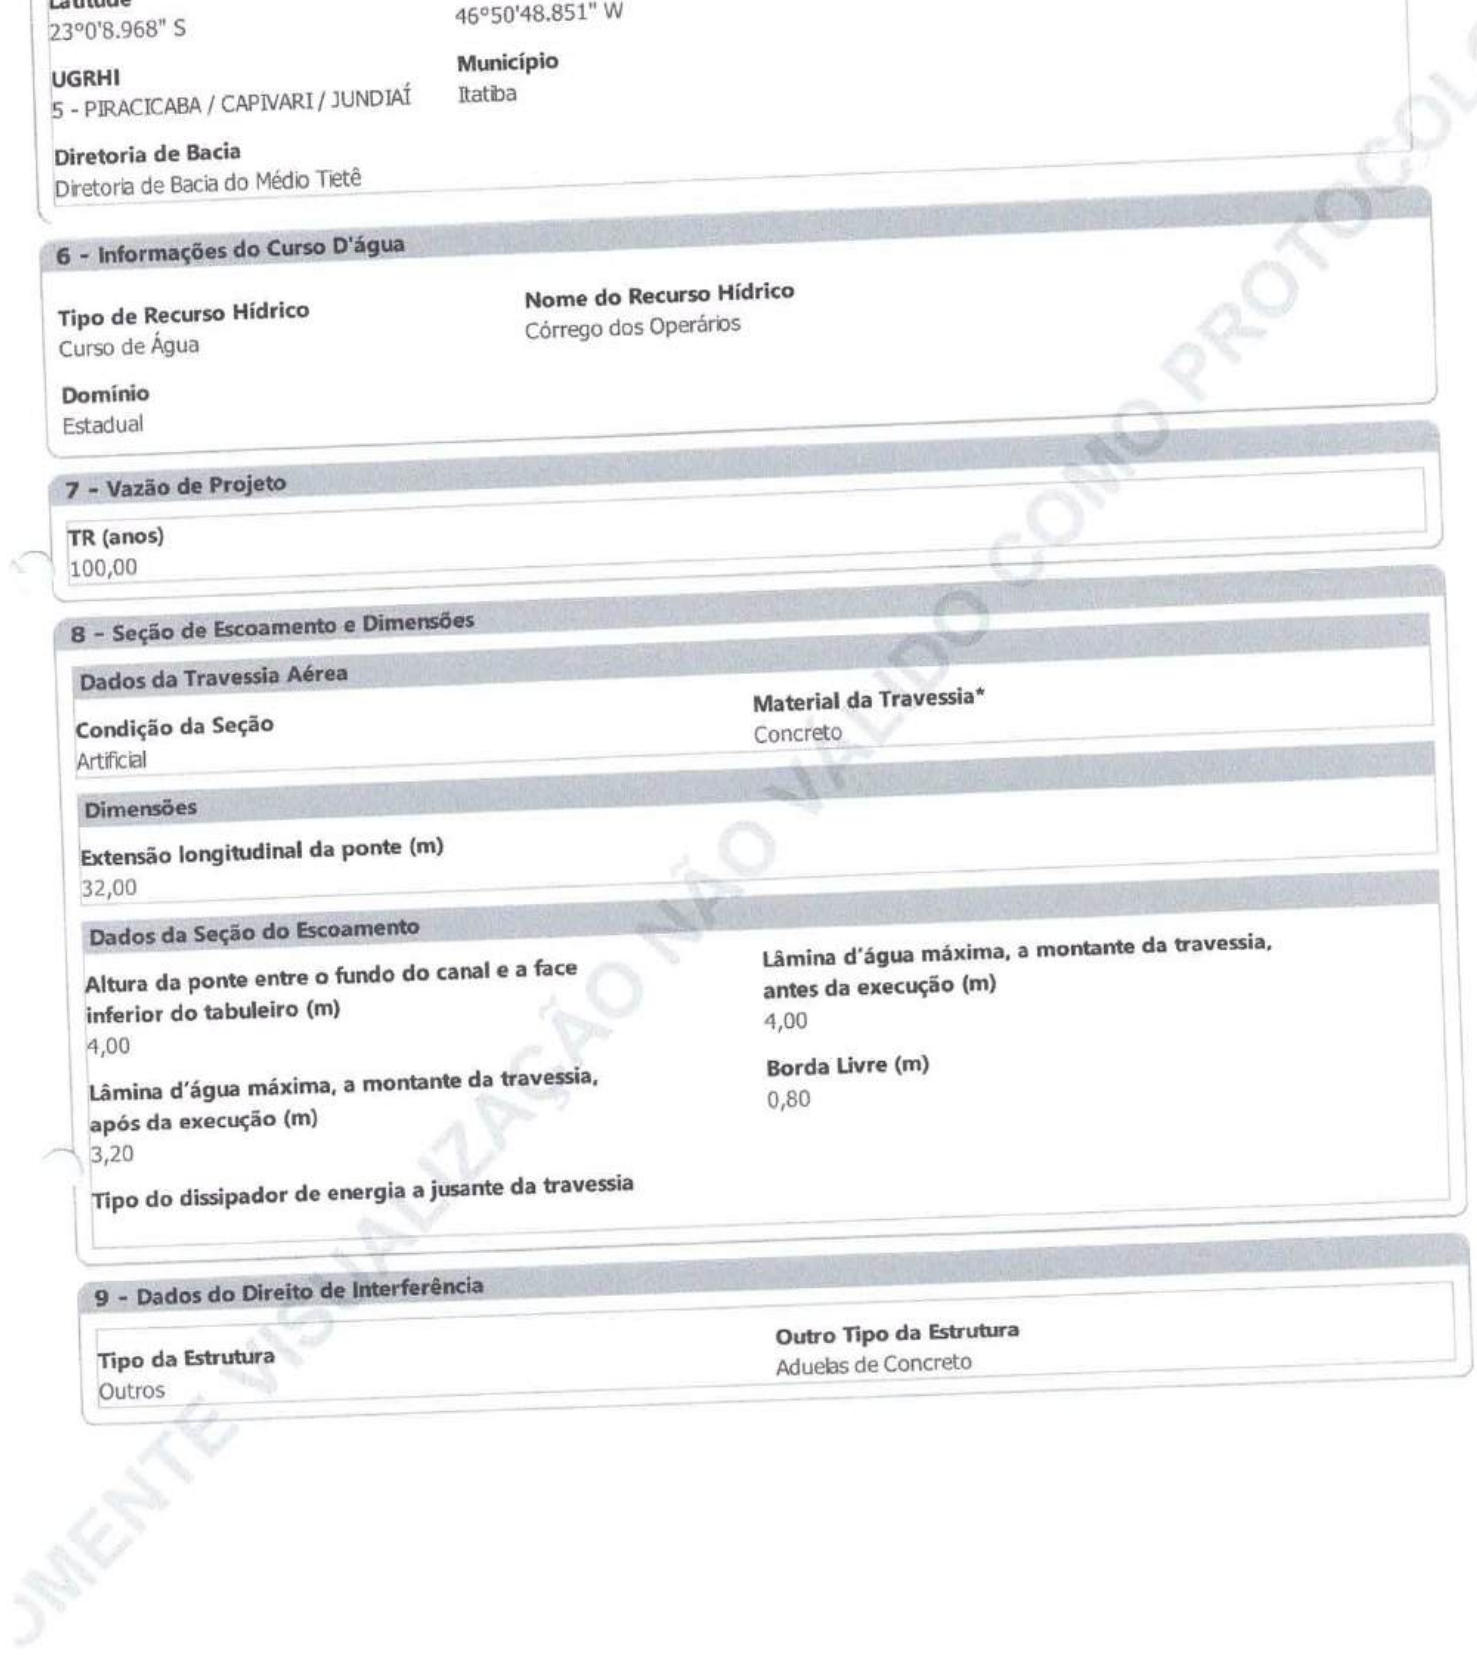 Latitude
23°0'8.968" S
46°50'48.851" W
UGRHI
5 - PIRACICABA / CAPIVARI / JUNDIAÍ
Município
Itatiba
Diretoria de Bacia
Diretoria de Bacia do Médio Tietê
6 - Informações do Curso D'água
Tipo de Recurso Hídrico
Curso de Água
Nome do Recurso Hídrico
Córrego dos Operários
Domínio
Estadual
7 - Vazão de Projeto
TR (anos)
100,00
8 - Seção de Escoamento e Dimensões
Dados da Travessia Aérea
Condição da Seção
Artificial
Material da Travessia*
Concreto
Dimensões
Extensão longitudinal da ponte (m)
32,00
Dados da Seção do Escoamento
Altura da ponte entre o fundo do canal e a face
inferior do tabuleiro (m)
4,00
Lâmina d'água máxima, a montante da travessia,
antes da execução (m)
4,00
Lâmina d'água máxima, a montante da travessia,
após da execução (m)
3,20
Borda Livre (m)
0,80
Tipo do dissipador de energia a jusante da travessia
9 - Dados do Direito de Interferência
Tipo da Estrutura
Outros
Outro Tipo da Estrutura
Aduelas de Concreto
OMENTE VISUALIZAÇÃO NÃO VÁLIDO COMO PROTOCOLO